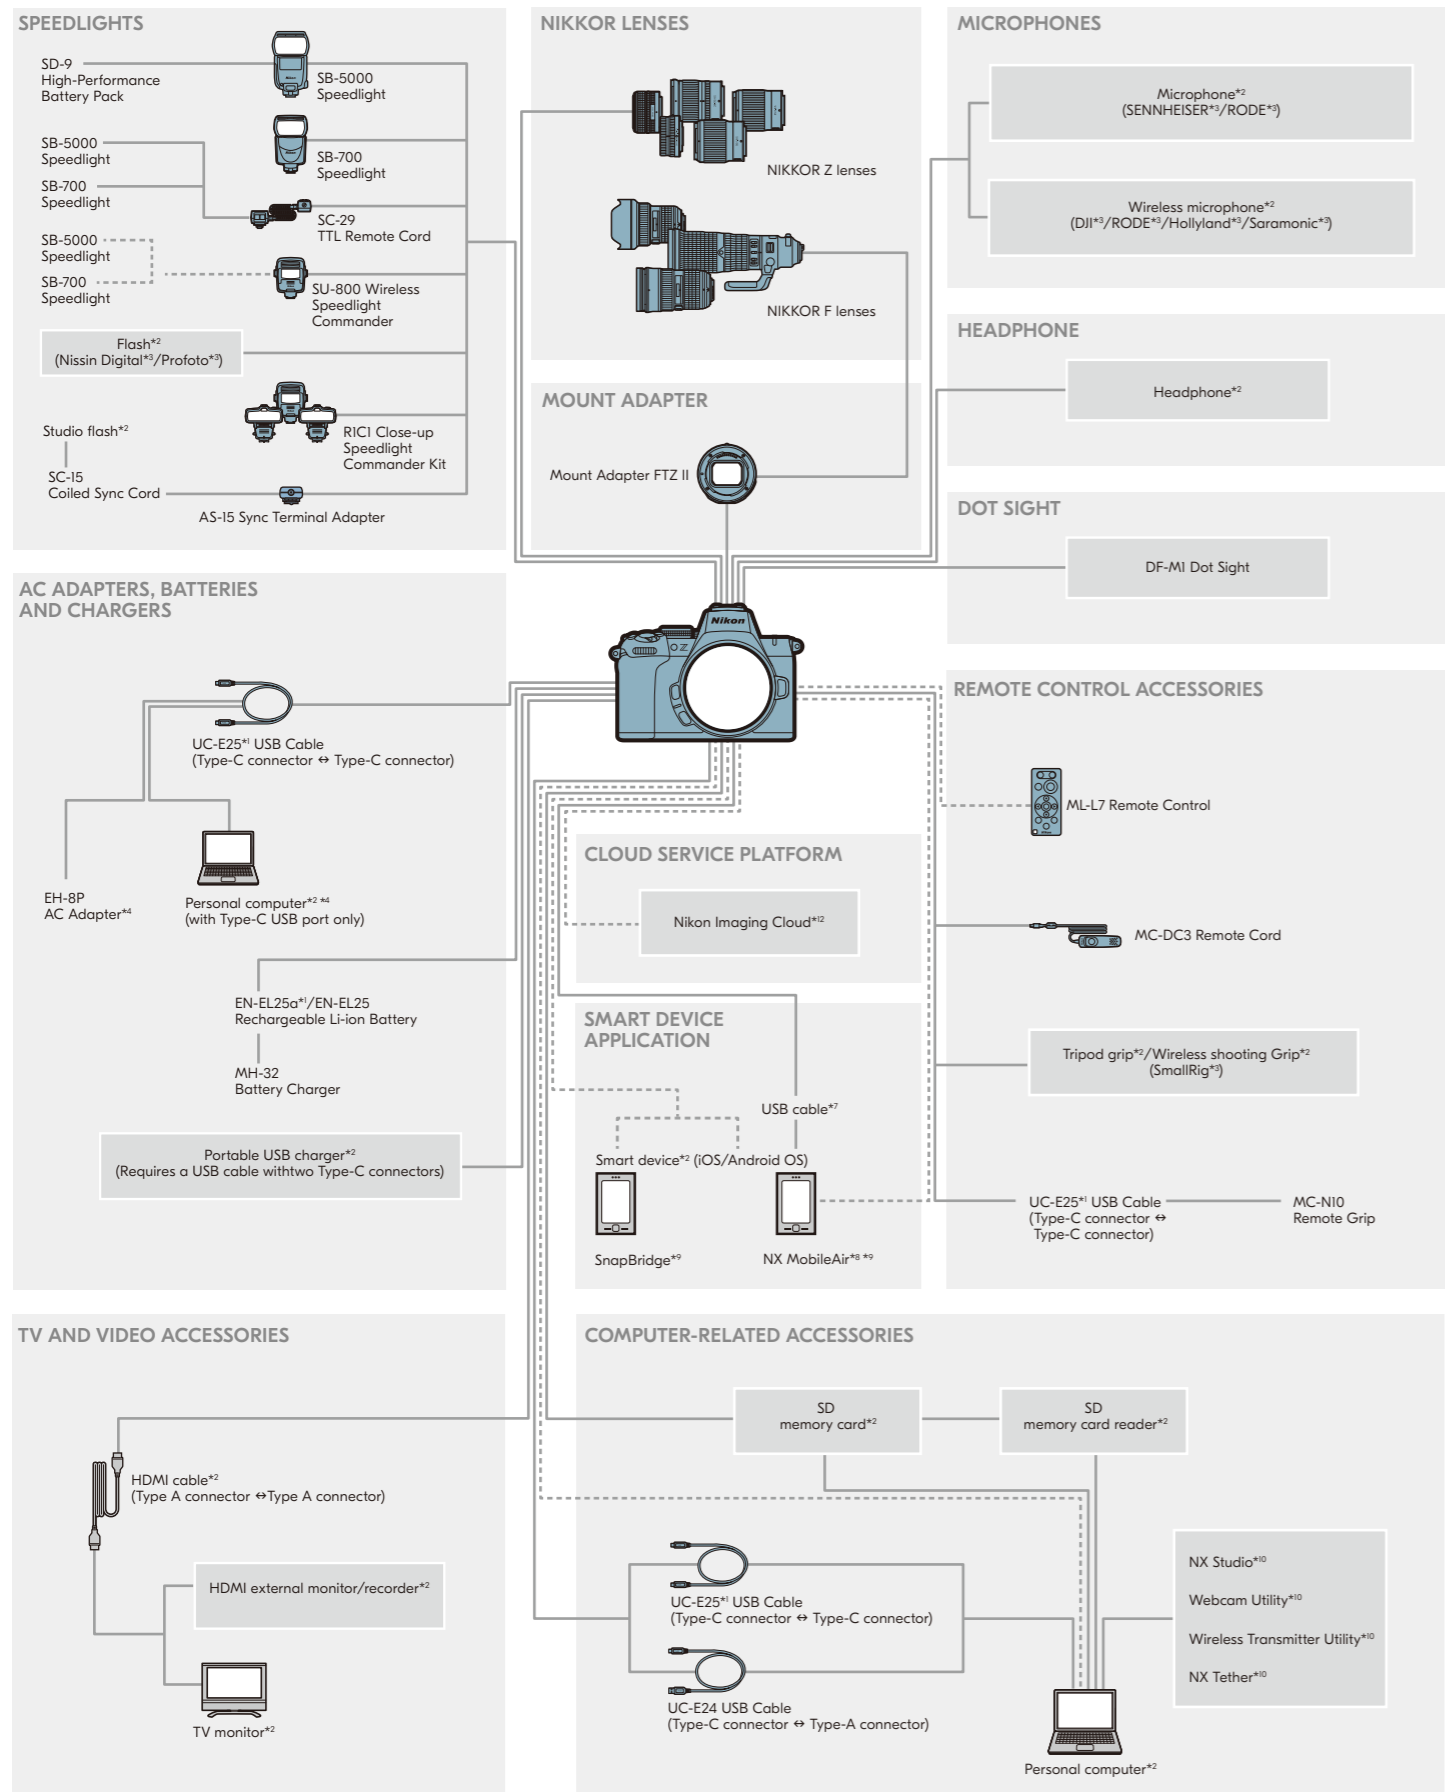 SPEEDLIGHTS
SD-9
High-Performance
Battery Pack
SB-5000
Speedlight
SB-5000
Speedlight
SB-700
Speedlight
SB-700
Speedlight
SC-29
TTL Remote Cord
SB-5000
Speedlight
SB-700
Speedlight
SU-800 Wireless
Speedlight
Commander
Flash*2
(Nissin Digital*3/Profoto*3)
Studio flash*2
R1C1 Close-up
Speedlight
Commander Kit
SC-15
Coiled Sync Cord
AS-15 Sync Terminal Adapter
NIKKOR LENSES
NIKKOR Z lenses
NIKKOR F lenses
MOUNT ADAPTER
Mount Adapter FTZ II
MICROPHONES
Microphone*2
(SENNHEISER*3/RODE*3)
Wireless microphone*2
(DJI*3/RODE*3/Hollyland*3/Saramonic*3)
HEADPHONE
Headphone*2
DOT SIGHT
DF-M1 Dot Sight
Nikon
Z
AC ADAPTERS, BATTERIES
AND CHARGERS
UC-E25*1 USB Cable
(Type-C connector ↔ Type-C connector)
EH-8P
AC Adapter*4
Personal computer*2 *4
(with Type-C USB port only)
EN-EL25a*1/EN-EL25
Rechargeable Li-ion Battery
MH-32
Battery Charger
Portable USB charger*2
(Requires a USB cable withtwo Type-C connectors)
CLOUD SERVICE PLATFORM
Nikon Imaging Cloud*12
SMART DEVICE
APPLICATION
USB cable*7
Smart device*2 (iOS/Android OS)
SnapBridge*9
NX MobileAir*8 *9
REMOTE CONTROL ACCESSORIES
ML-L7 Remote Control
MC-DC3 Remote Cord
Tripod grip*2/Wireless shooting Grip*2
(SmallRig*3)
UC-E25*1 USB Cable
(Type-C connector ↔
Type-C connector)
MC-N10
Remote Grip
TV AND VIDEO ACCESSORIES
HDMI cable*2
(Type A connector ↔Type A connector)
HDMI external monitor/recorder*2
TV monitor*2
COMPUTER-RELATED ACCESSORIES
SD
memory card*2
SD
memory card reader*2
UC-E25*1 USB Cable
(Type-C connector ↔ Type-C connector)
UC-E24 USB Cable
(Type-C connector ↔ Type-A connector)
NX Studio*10
Webcam Utility*10
Wireless Transmitter Utility*10
NX Tether*10
Personal computer*2